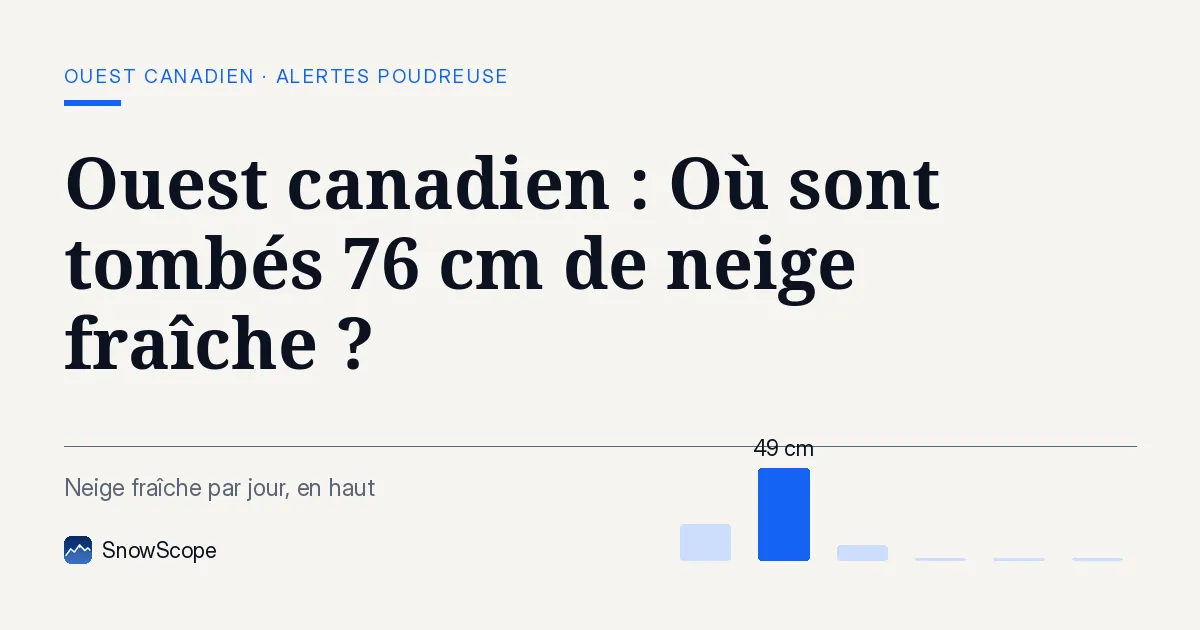 OUEST CANADIEN · ALERTES POUDREUSE
Ouest canadien : Où sont
tombés 76 cm de neige
fraîche ?
49 cm
Neige fraîche par jour, en haut
SnowScope